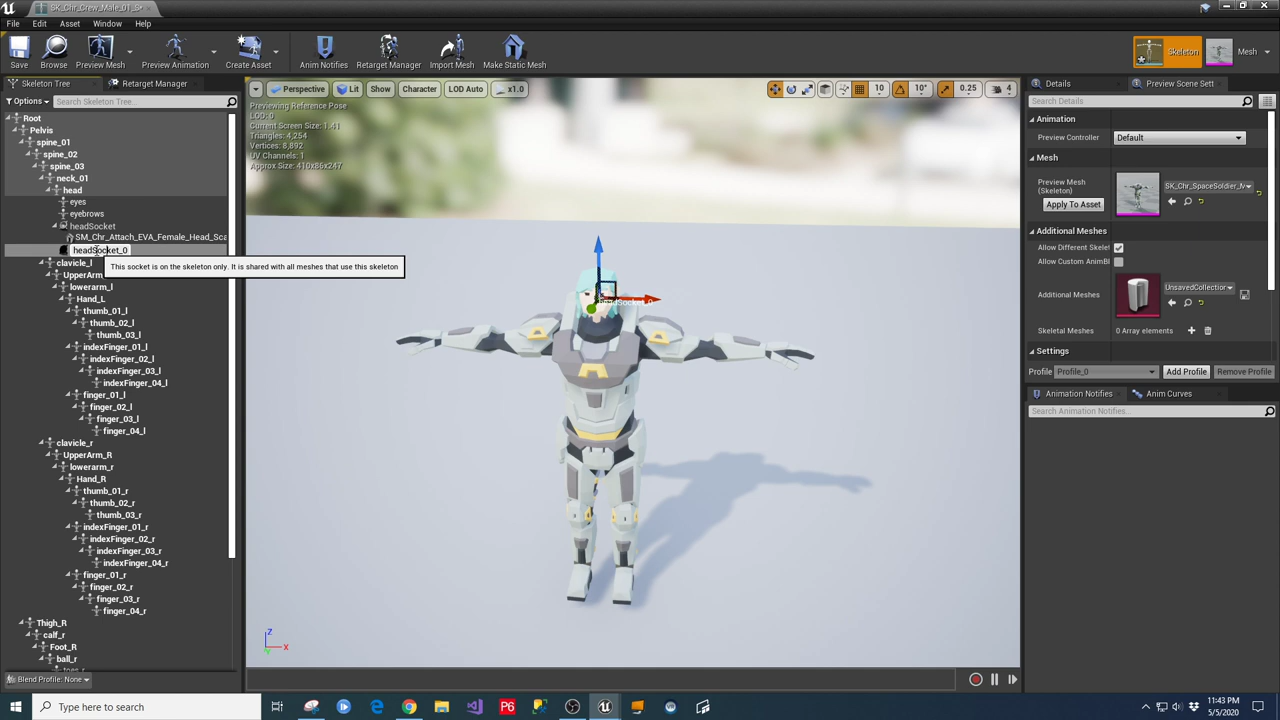 SK_Chr_Crew_Male_01_S
File Edit Asset Window Help
Save Browse Preview Mesh Preview Animation Create Asset Anim Notifies Retarget Manager Import Mesh Make Static Mesh Skeleton Mesh
Skeleton Tree Retarget Manager
Options Search Skeleton Tree...
Root
Pelvis
spine_01
spine_02
spine_03
neck_01
head
eyes
eyebrows
headSocket
SM_Chr_Attach_EVA_Female_Head_Sca
headSocket_0
This socket is on the skeleton only. It is shared with all meshes that use this skeleton
clavicle_l
UpperArm
lowerarm_l
Hand_L
thumb_01_l
thumb_02_l
thumb_03_l
indexFinger_01_l
indexFinger_02_l
indexFinger_03_l
indexFinger_04_l
finger_01_l
finger_02_l
finger_03_l
finger_04_l
clavicle_r
UpperArm_R
lowerarm_r
Hand_R
thumb_01_r
thumb_02_r
thumb_03_r
indexFinger_01_r
indexFinger_02_r
indexFinger_03_r
indexFinger_04_r
finger_01_r
finger_02_r
finger_03_r
finger_04_r
Thigh_R
calf_r
Foot_R
ball_r
Blend Profile: None
Perspective Lit Show Character LOD Auto x1.0 10 10° 0.25 4
Previewing Reference Pose
LOD: 0
Current Screen Size: 1.41
Triangles: 4,254
Vertices: 8,892
UV Channels: 1
Approx Size: 410x86x247
Z
X
Y
Details Preview Scene Sett
Search Details
Animation
Preview Controller Default
Mesh
Preview Mesh
(Skeleton)
Apply To Asset
SK_Chr_SpaceSoldier_M
Additional Meshes
Allow Different Skelet
Allow Custom AnimBl
Additional Meshes UnsavedCollection
Skeletal Meshes 0 Array elements
Settings
Profile Profile_0 Add Profile Remove Profile
Animation Notifies Anim Curves
Search Animation Notifies...
Type here to search
P6
11:43 PM
5/5/2020